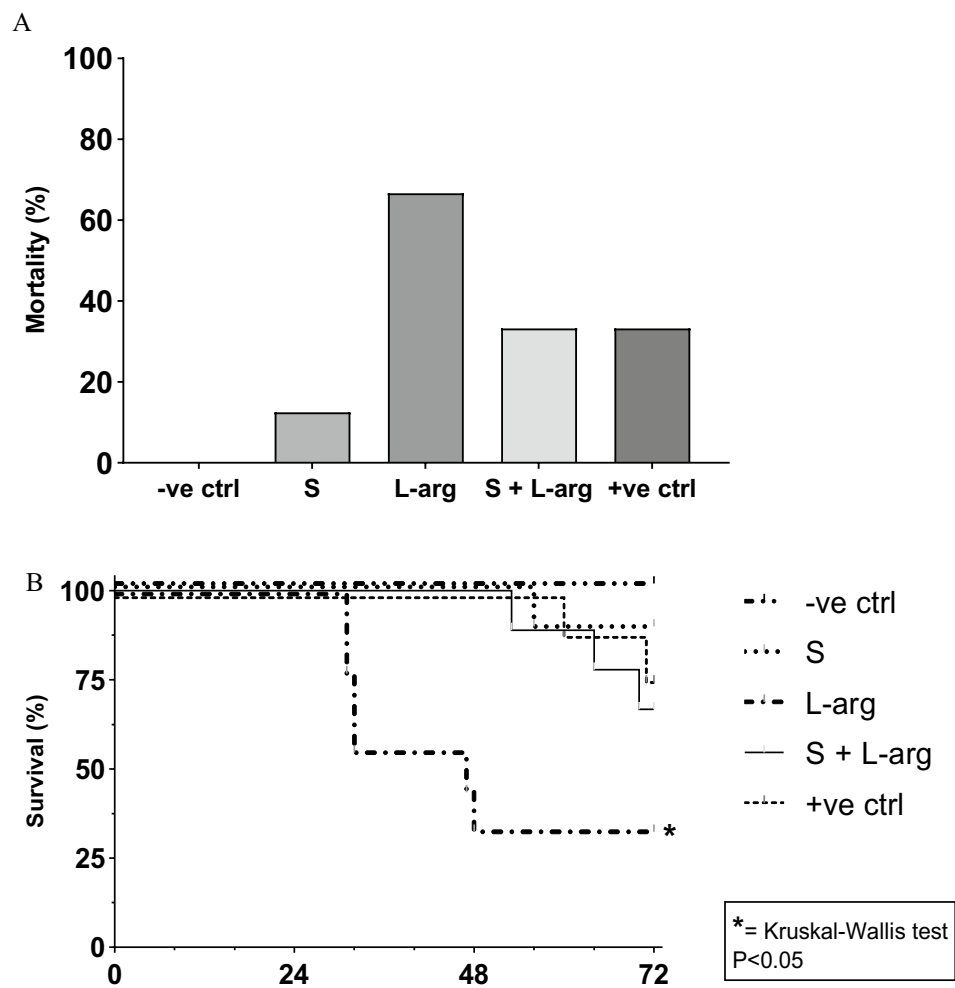 A
Mortality (%)
100
80
60
40
20
0
-ve ctrl S L-arg S + L-arg +ve ctrl
B
Survival (%)
100
75
50
25
0
0 24 48 72
*
-ve ctrl
S
L-arg
S + L-arg
+ve ctrl
*= Kruskal-Wallis test
P<0.05